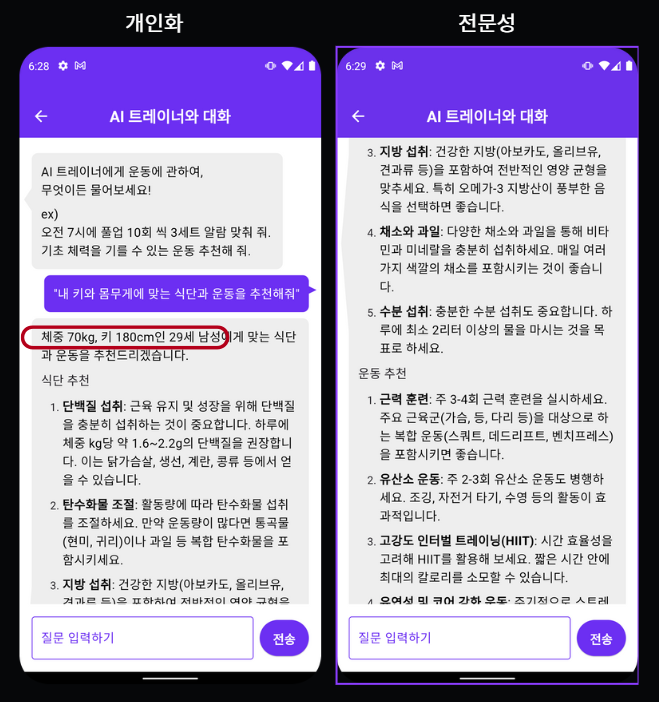 개인화
6:28
AI 트레이너와 대화
AI 트레이너에게 운동에 관하여,
무엇이든 물어보세요!
ex)
오전 7시에 풀업 10회 씩 3세트 알람 맞춰 줘.
기초 체력을 기를 수 있는 운동 추천해 줘.
"내 키와 몸무게에 맞는 식단과 운동을 추천해줘"
체중 70kg, 키 180cm인 29세 남성에게 맞는 식단
과 운동을 추천드리겠습니다.
식단 추천
1. 단백질 섭취: 근육 유지 및 성장을 위해 단백질
을 충분히 섭취하는 것이 중요합니다. 하루에
체중 kg당 약 1.6~2.2g의 단백질을 권장합니
다. 이는 닭가슴살, 생선, 계란, 콩류 등에서 얻
을 수 있습니다.
2. 탄수화물 조절: 활동량에 따라 탄수화물 섭취
를 조절하세요. 만약 운동량이 많다면 통곡물
(현미, 귀리)이나 과일 등 복합 탄수화물을 포
함시키세요.
3. 지방 섭취: 건강한 지방(아보카도, 올리브유,
견과류 등)을 포함하여 전반적인 영양 균형을
질문 입력하기
전송
전문성
6:29
AI 트레이너와 대화
3. 지방 섭취: 건강한 지방(아보카도, 올리브유,
견과류 등)을 포함하여 전반적인 영양 균형을
맞추세요. 특히 오메가-3 지방산이 풍부한 음
식을 선택하면 좋습니다.
4. 채소와 과일: 다양한 채소와 과일을 통해 비타
민과 미네랄을 충분히 섭취하세요. 매일 여러
가지 색깔의 채소를 포함시키는 것이 좋습니
다.
5. 수분 섭취: 충분한 수분 섭취도 중요합니다. 하
루에 최소 2리터 이상의 물을 마시는 것을 목
표로 하세요.
운동 추천
1. 근력 훈련: 주 3-4회 근력 훈련을 실시하세요.
주요 근육군(가슴, 등, 다리 등)을 대상으로 하
는 복합 운동(스쿼트, 데드리프트, 벤치프레스)
을 포함시키면 좋습니다.
2. 유산소 운동: 주 2-3회 유산소 운동도 병행하
세요. 조깅, 자전거 타기, 수영 등의 활동이 효
과적입니다.
3. 고강도 인터벌 트레이닝(HIIT): 시간 효율성을
고려해 HIIT를 활용해 보세요. 짧은 시간 안에
최대의 칼로리를 소모할 수 있습니다.
4. 유연성 및 코어 강화 운동: 주기적으로 스트레
질문 입력하기
전송